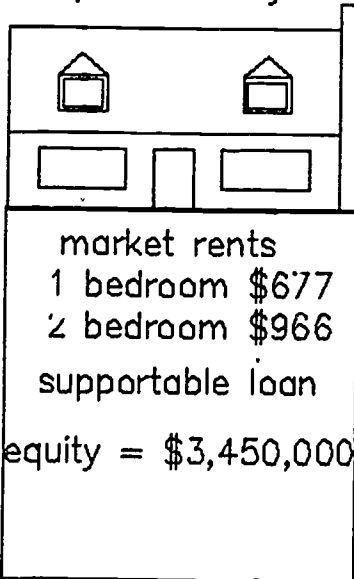 market rents
1 bedroom $677
2 bedroom $966
supportable loan
equity = $3,450,000